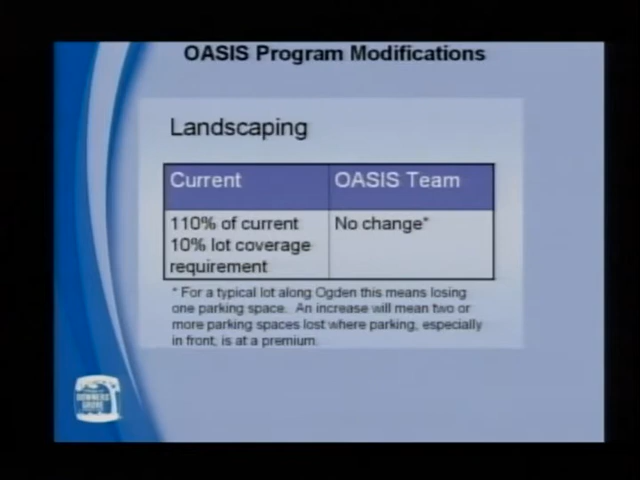 OASIS Program Modifications
Landscaping
Current
OASIS Team
110% of current
10% lot coverage
requirement
No change*
* For a typical lot along Ogden this means losing
one parking space. An increase will mean two or
more parking spaces lost where parking, especially
in front, is at a premium.
DOWNERS
GROVE